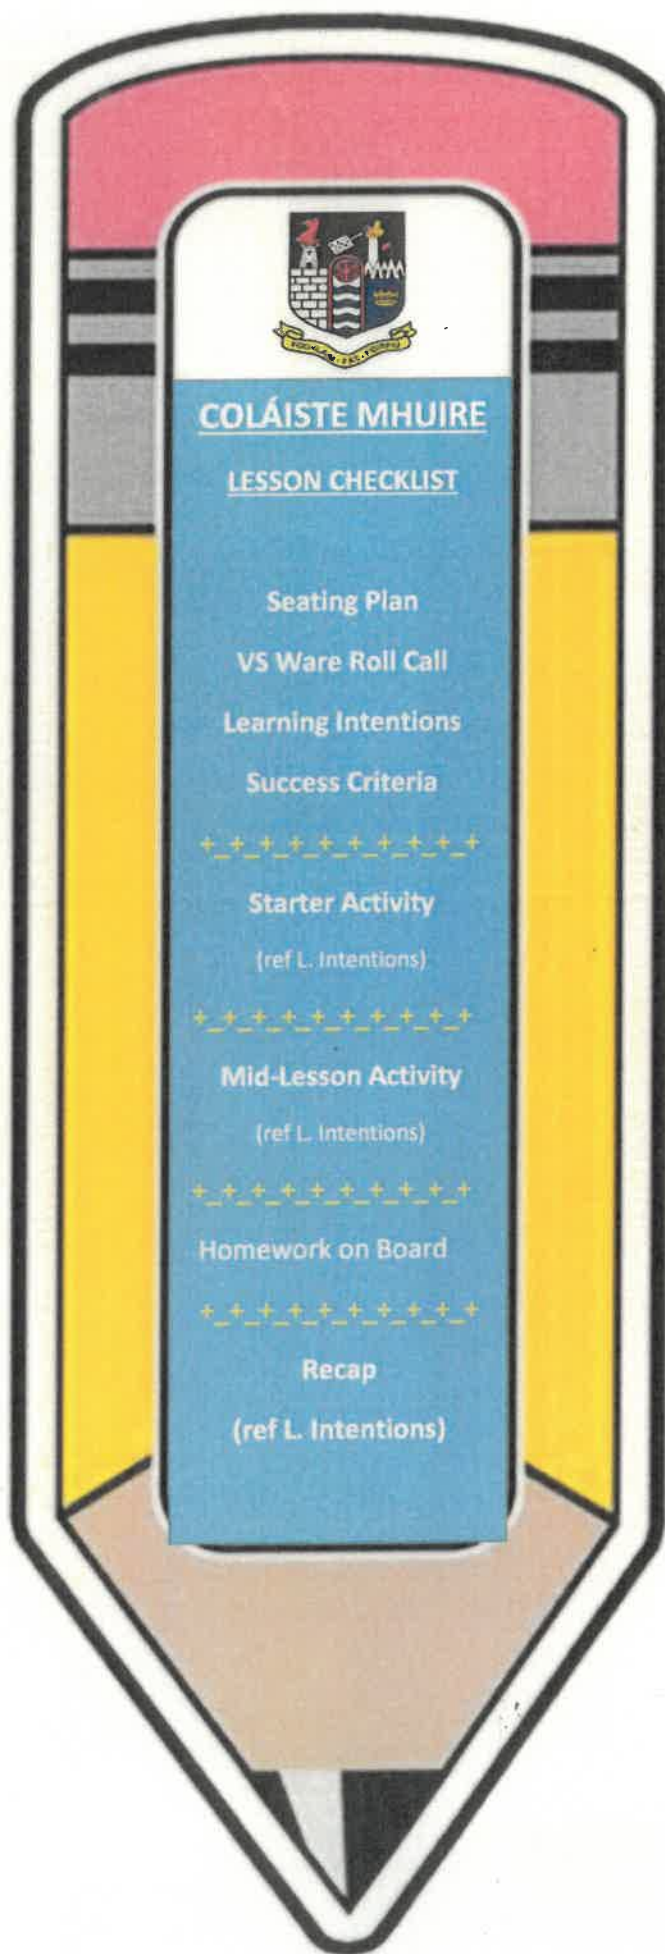 COLÁISTE MHUIRE
LESSON CHECKLIST
Seating Plan
VS Ware Roll Call
Learning Intentions
Success Criteria
+_+_+_+_+_+_+_+_+_+
Starter Activity
(ref L. Intentions)
+_+_+_+_+_+_+_+_+_+
Mid-Lesson Activity
(ref L. Intentions)
+_+_+_+_+_+_+_+_+_+
Homework on Board
+_+_+_+_+_+_+_+_+_+
Recap
(ref L. Intentions)